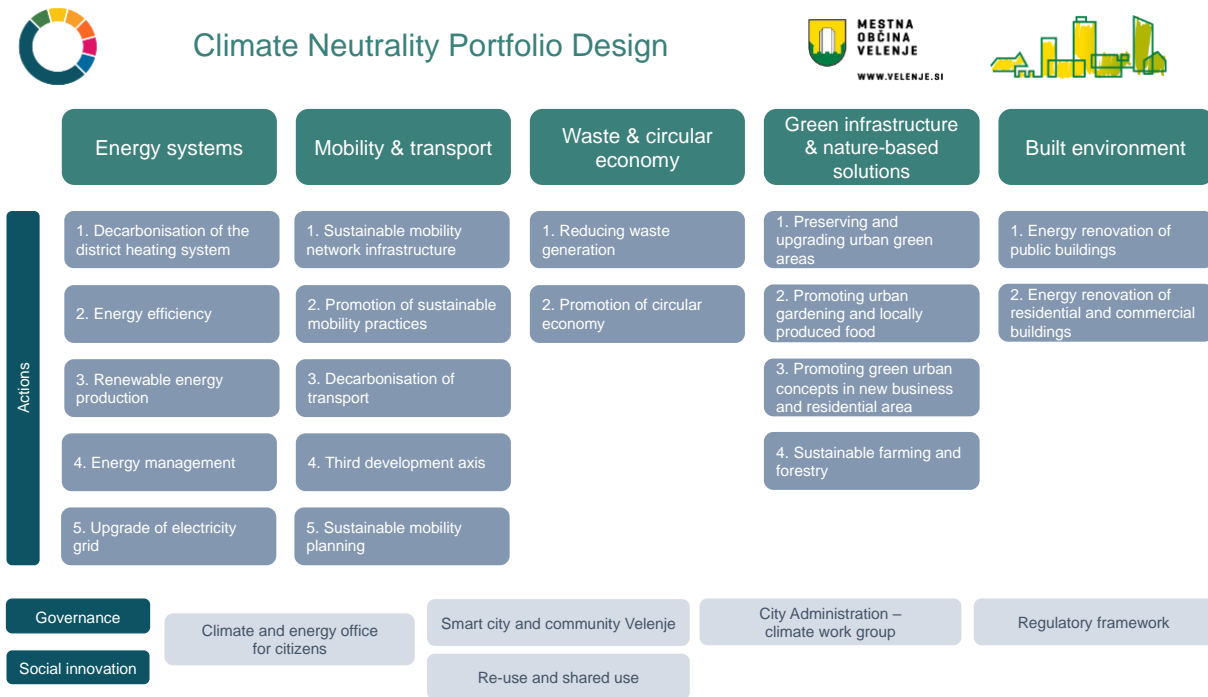 Climate Neutrality Portfolio Design
MESTNA
OBČINA
VELENJE
WWW.VELENJE.SI
Energy systems
Mobility & transport
Waste & circular
economy
Green infrastructure
& nature-based
solutions
Built environment
Actions
1. Decarbonisation of the
district heating system
2. Energy efficiency
3. Renewable energy
production
4. Energy management
5. Upgrade of electricity
grid
1. Sustainable mobility
network infrastructure
2. Promotion of sustainable
mobility practices
3. Decarbonisation of
transport
4. Third development axis
5. Sustainable mobility
planning
1. Reducing waste
generation
2. Promotion of circular
economy
1. Preserving and
upgrading urban green
areas
2. Promoting urban
gardening and locally
produced food
3. Promoting green urban
concepts in new business
and residential area
4. Sustainable farming and
forestry
1. Energy renovation of
public buildings
2. Energy renovation of
residential and commercial
buildings
Governance
Social innovation
Climate and energy office
for citizens
Smart city and community Velenje
Re-use and shared use
City Administration –
climate work group
Regulatory framework